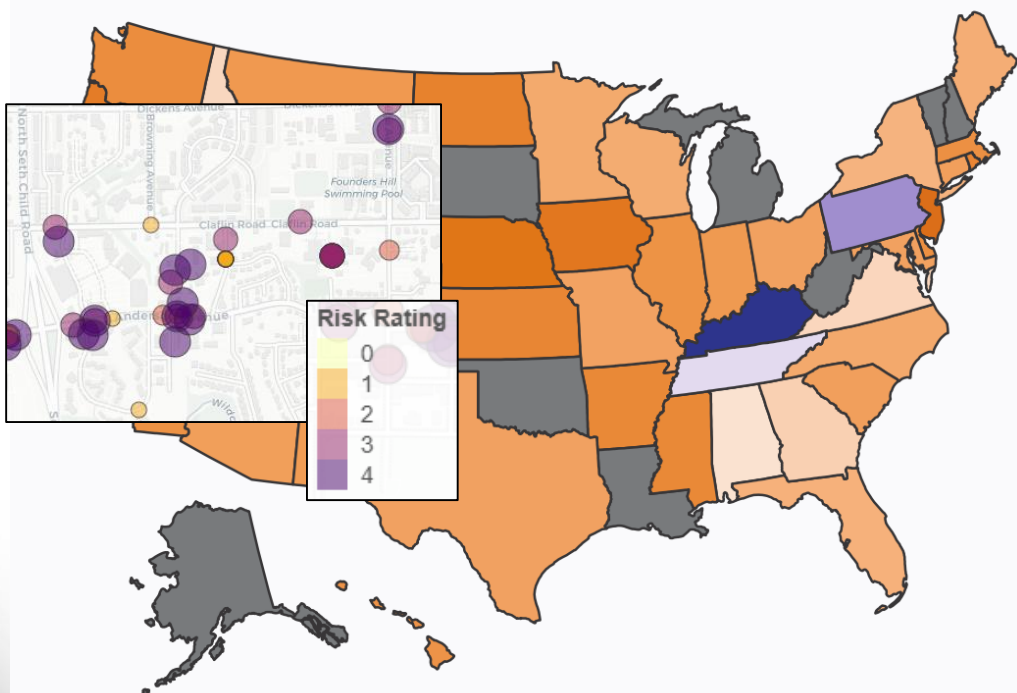 Dickens Avenue
North Seth Child Road
Browning Avenue
Founders Hill
Swimming Pool
Claflin Road Claflin Road
Risk Rating
0
1
2
3
4